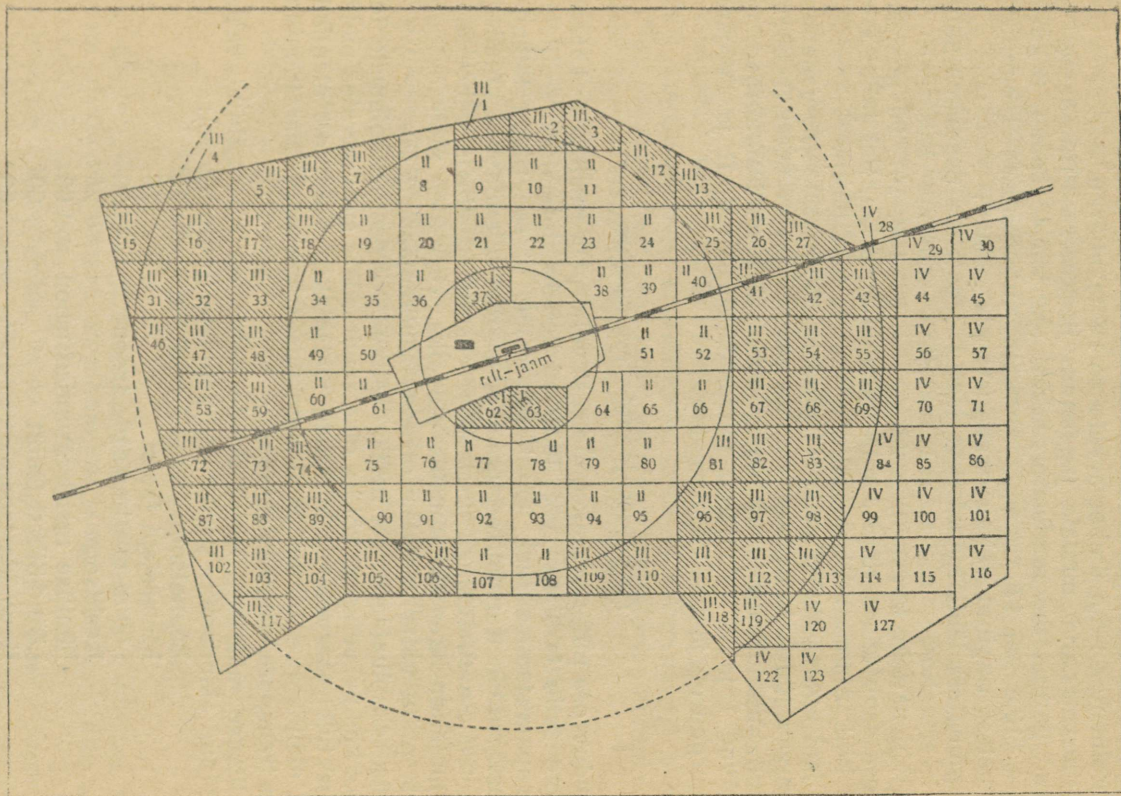 III
1
III
4
III 5
III 6
III 7
II 8
II 9
II 10
II 11
III 2
III 3
III 12
III 13
III 15
III 16
III 17
III 18
II 19
II 20
II 21
II 22
II 23
II 24
III 25
III 26
III 27
IV 28
IV 29
IV 30
III 31
III 32
III 33
II 34
II 35
II 36
I 37
II 38
II 39
II 40
III 41
III 42
III 43
IV 44
IV 45
III 46
III 47
III 48
II 49
II 50
rdt.-jaam
II 51
II 52
III 53
III 54
III 55
IV 56
IV 57
III 58
III 59
II 60
II 61
I 62
I 63
II 64
II 65
II 66
III 67
III 68
III 69
IV 70
IV 71
III 72
III 73
III 74
II 75
II 76
II 77
II 78
II 79
II 80
III 81
III 82
III 83
IV 84
IV 85
IV 86
III 87
III 88
III 89
II 90
II 91
II 92
II 93
II 94
II 95
III 96
III 97
III 98
IV 99
IV 100
IV 101
III 102
III 103
III 104
III 105
III 106
II 107
II 108
III 109
III 110
III 111
III 112
III 113
IV 114
IV 115
IV 116
III 117
III 118
III 119
IV 120
IV 127
IV 122
IV 123